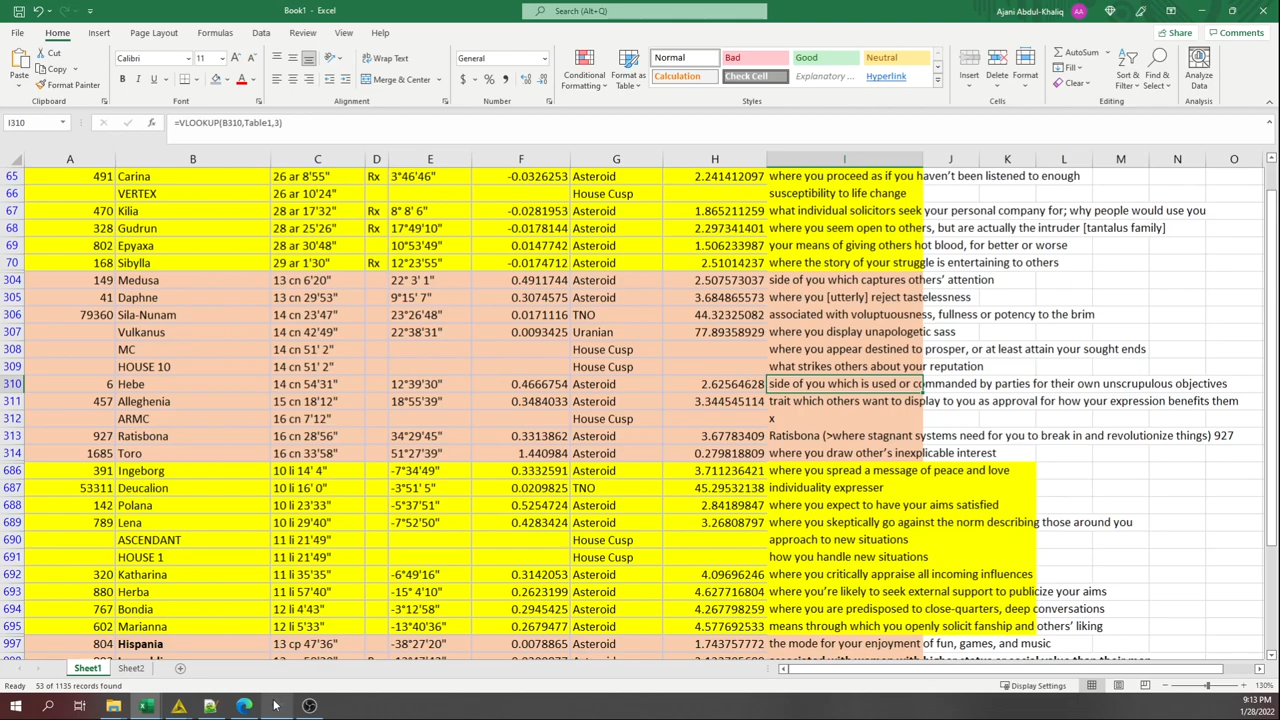 Book1 - Excel
Search (Alt+Q)
Ajani Abdul-Khaliq AA
File Home Insert Page Layout Formulas Data Review View Help
Share Comments
Paste Cut Copy Format Painter
Calibri 11 A A
B I U A
Wrap Text
Merge & Center
General
$ % 9
Conditional Formatting
Format as Table
Normal Bad Good Neutral
Calculation Check Cell Explanatory ... Hyperlink
Insert Delete Format
AutoSum Fill Clear
Sort & Filter
Find & Select
Analyze Data
Clipboard Font Alignment Number Styles Cells Editing Analysis
I310 fx =VLOOKUP(B310,Table1,3)
A B C D E F G H I J K L M N O
65 491 Carina 26 ar 8'55" Rx 3°46'46" -0.0326253 Asteroid 2.241412097 where you proceed as if you haven't been listened to enough
66 VERTEX 26 ar 10'24" House Cusp susceptibility to life change
67 470 Kilia 28 ar 17'32" Rx 8° 8' 6" -0.0281953 Asteroid 1.865211259 what individual solicitors seek your personal company for; why people would use you
68 328 Gudrun 28 ar 25'26" Rx 17°49'10" -0.0178144 Asteroid 2.297341401 where you seem open to others, but are actually the intruder [tantalus family]
69 802 Epyaxa 28 ar 30'48" 10°53'49" 0.0147742 Asteroid 1.506233987 your means of giving others hot blood, for better or worse
70 168 Sibylla 29 ar 1'30" Rx 12°23'55" -0.0174712 Asteroid 2.51014237 where the story of your struggle is entertaining to others
304 149 Medusa 13 cn 6'20" 22° 3' 1" 0.4911744 Asteroid 2.507573037 side of you which captures others' attention
305 41 Daphne 13 cn 29'53" 9°15' 7" 0.3074575 Asteroid 3.684865573 where you [utterly] reject tastelessness
306 79360 Sila-Nunam 14 cn 23'47" 23°26'48" 0.0171116 TNO 44.32325082 associated with voluptuousness, fullness or potency to the brim
307 Vulkanus 14 cn 42'49" 22°38'31" 0.0093425 Uranian 77.89358929 where you display unapologetic sass
308 MC 14 cn 51' 2" House Cusp where you appear destined to prosper, or at least attain your sought ends
309 HOUSE 10 14 cn 51' 2" House Cusp what strikes others about your reputation
310 6 Hebe 14 cn 54'31" 12°39'30" 0.4666754 Asteroid 2.62564628 side of you which is used or commanded by parties for their own unscrupulous objectives
311 457 Alleghenia 15 cn 18'12" 18°55'39" 0.3484033 Asteroid 3.344545114 trait which others want to display to you as approval for how your expression benefits them
312 ARMC 16 cn 7'12" House Cusp x
313 927 Ratisbona 16 cn 28'56" 34°29'45" 0.3313862 Asteroid 3.67783409 Ratisbona (>where stagnant systems need for you to break in and revolutionize things) 927
314 1685 Toro 16 cn 33'58" 51°27'39" 1.440984 Asteroid 0.279818809 where you draw other's inexplicable interest
686 391 Ingeborg 10 li 14' 4" -7°34'49" 0.3332591 Asteroid 3.711236421 where you spread a message of peace and love
687 53311 Deucalion 10 li 16' 0" -3°51' 5" 0.0209825 TNO 45.29532138 individuality expresser
688 142 Polana 10 li 23'33" -5°37'51" 0.5254724 Asteroid 2.84189847 where you expect to have your aims satisfied
689 789 Lena 10 li 29'40" -7°52'50" 0.4283424 Asteroid 3.26808797 where you skeptically go against the norm describing those around you
690 ASCENDANT 11 li 21'49" House Cusp approach to new situations
691 HOUSE 1 11 li 21'49" House Cusp how you handle new situations
692 320 Katharina 11 li 35'35" -6°49'16" 0.3142053 Asteroid 4.09696246 where you critically appraise all incoming influences
693 880 Herba 11 li 57'40" -15° 4'10" 0.2623199 Asteroid 4.627716804 where you're likely to seek external support to publicize your aims
694 767 Bondia 12 li 4'43" -3°12'58" 0.2945425 Asteroid 4.267798259 where you are predisposed to close-quarters, deep conversations
695 602 Marianna 12 li 5'33" -13°40'36" 0.2679477 Asteroid 4.577692533 means through which you openly solicit fanship and others' liking
997 804 Hispania 13 cp 47'36" -38°27'20" 0.0078865 Asteroid 1.743757772 the mode for your enjoyment of fun, games, and music
Sheet1 Sheet2
Ready 53 of 1135 records found Display Settings 130%
9:13 PM
1/28/2022